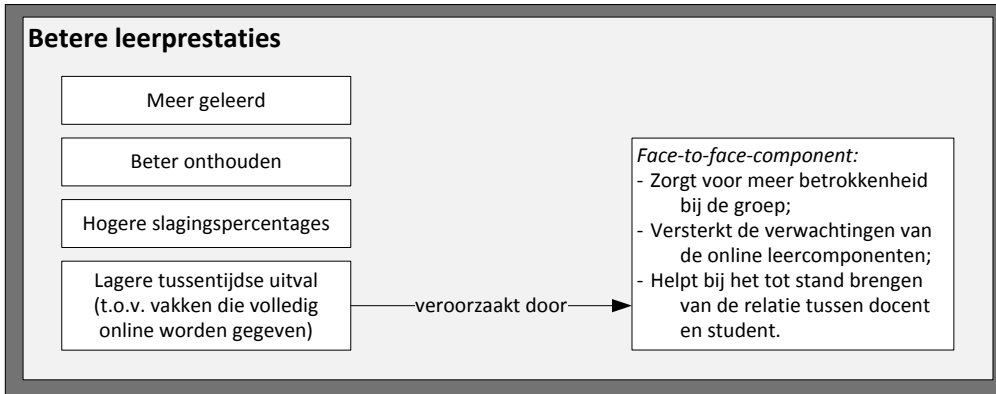 Betere leerprestaties
Meer geleerd
Beter onthouden
Hogere slagingspercentages
Lagere tussentijdse uitval
(t.o.v. vakken die volledig
online worden gegeven)
veroorzaakt door
Face-to-face-component:
- Zorgt voor meer betrokkenheid
bij de groep;
- Versterkt de verwachtingen van
de online leercomponenten;
- Helpt bij het tot stand brengen
van de relatie tussen docent
en student.